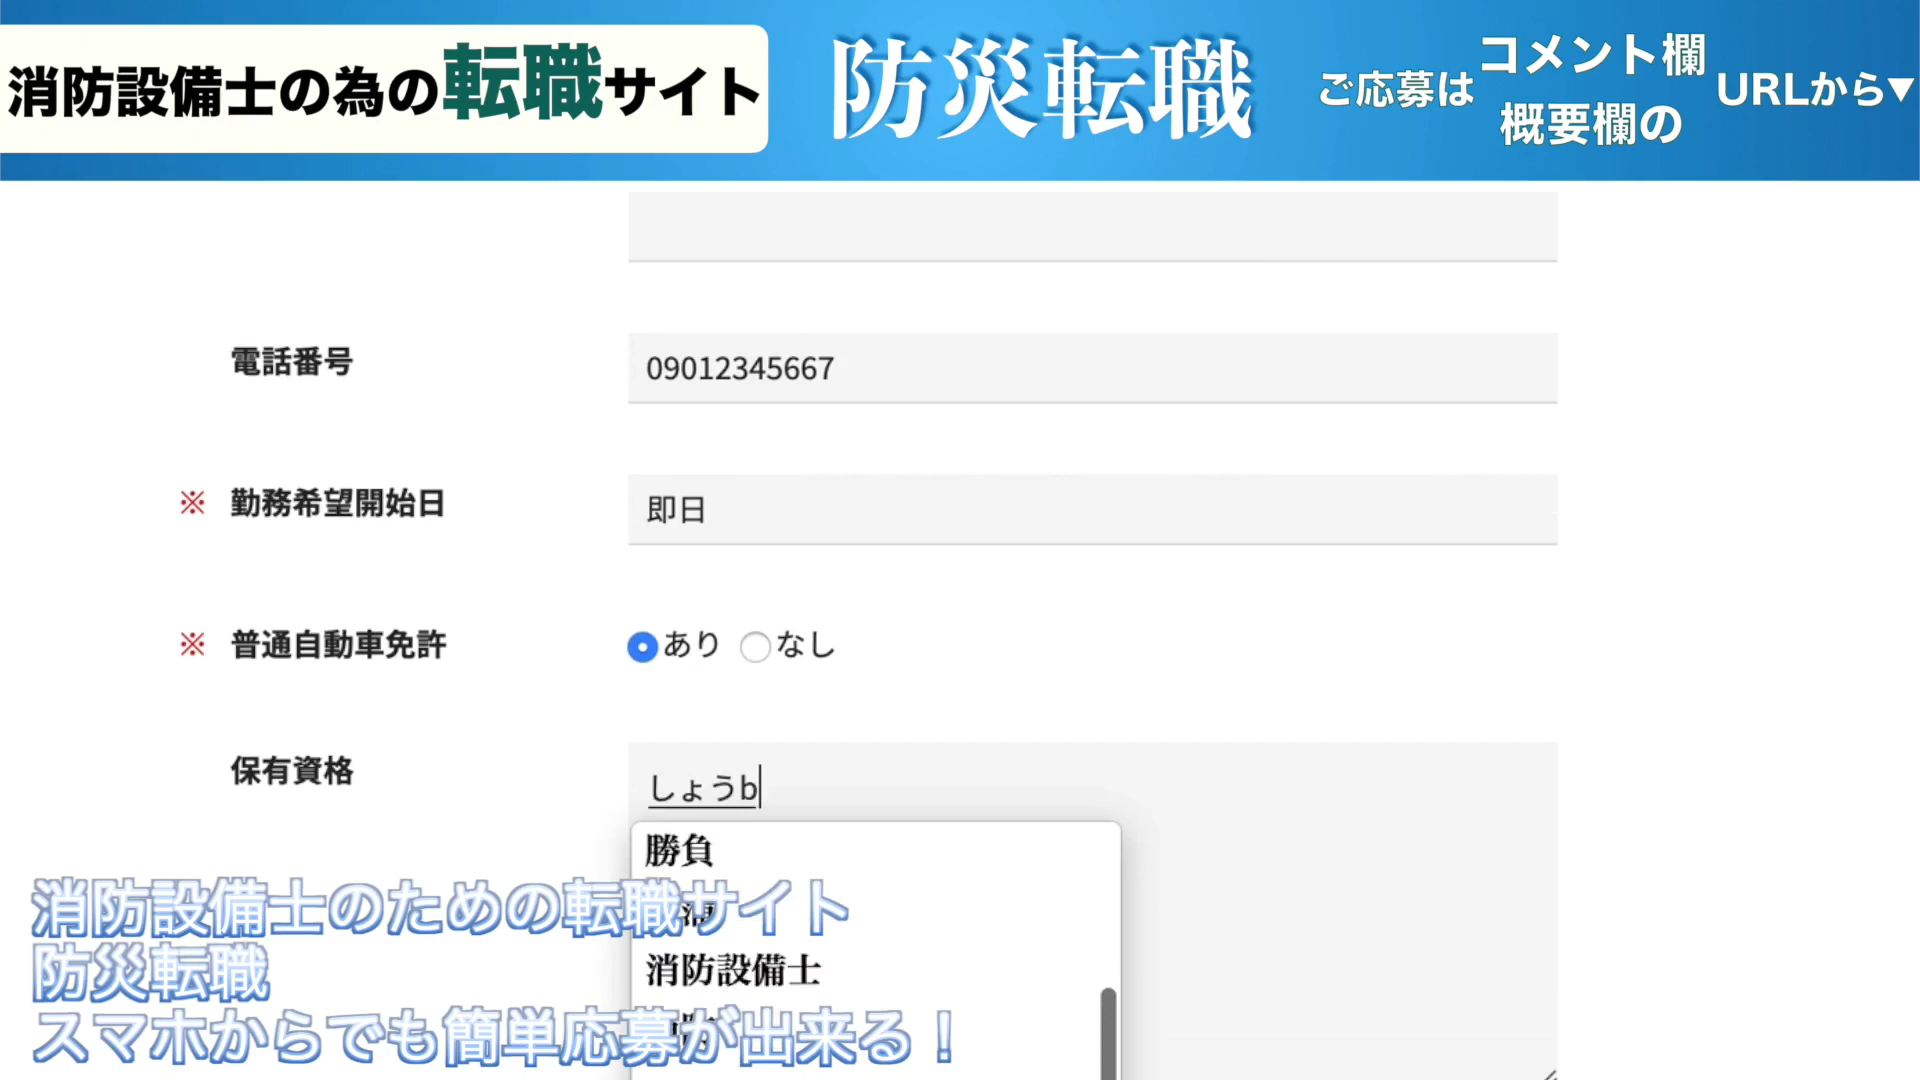 消防設備士の為の転職サイト
防災転職
ご応募は
コメント欄
概要欄の
URLから▼
電話番号
09012345667
※ 勤務希望開始日
即日
※ 普通自動車免許
あり なし
保有資格
しょうb
勝負
消防設備士
消防設備士のための転職サイト
防災転職
スマホからでも簡単応募が出来る！